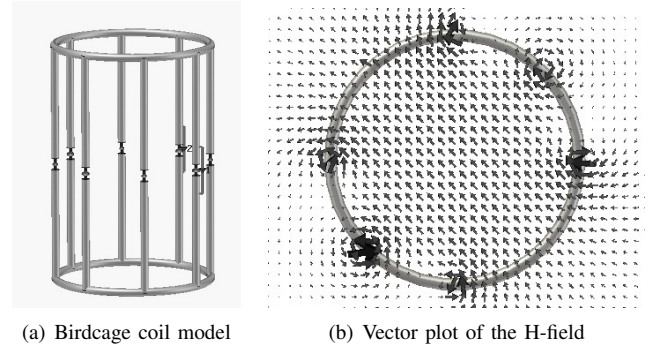 (a) Birdcage coil model
(b) Vector plot of the H-field